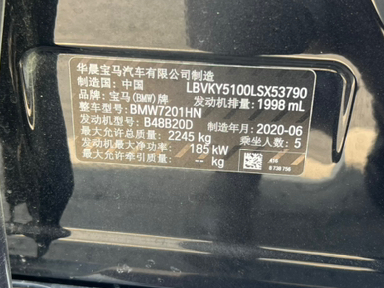 华晨宝马汽车有限公司制造
制造国: 中国 LBVKY5100LSX53790
品牌: 宝马(BMW)牌 发动机排量: 1998 mL
整车型号: BMW7201HN
发动机型号: B48B20D 制造年月: 2020-06
最大允许总质量: 2245 kg 乘坐人数: 5
发动机最大净功率: 185 kW
最大允许牵引质量: -- kg